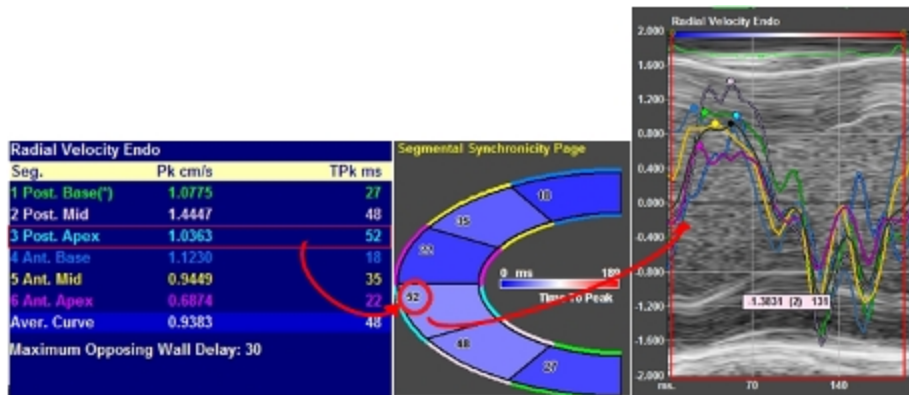 Radial Velocity Endo
Seg. Pk cm/s TPk ms
1 Post. Base(*) 1.0775 27
2 Post. Mid 1.4447 48
3 Post. Apex 1.0363 52
4 Ant. Base 1.1230 18
5 Ant. Mid 0.9449 35
6 Ant. Apex 0.6874 22
Aver. Curve 0.9383 48
Maximum Opposing Wall Delay: 30
Segmental Synchronicity Page
18
35
22
0 ms 180
Time To Peak
52
48
27
Radial Velocity Endo
2.000
1.600
1.200
0.800
0.400
0.000
-0.400
-0.800
-1.200
-1.600
-2.000
-1.3831 (2) 131
ms. 70 140